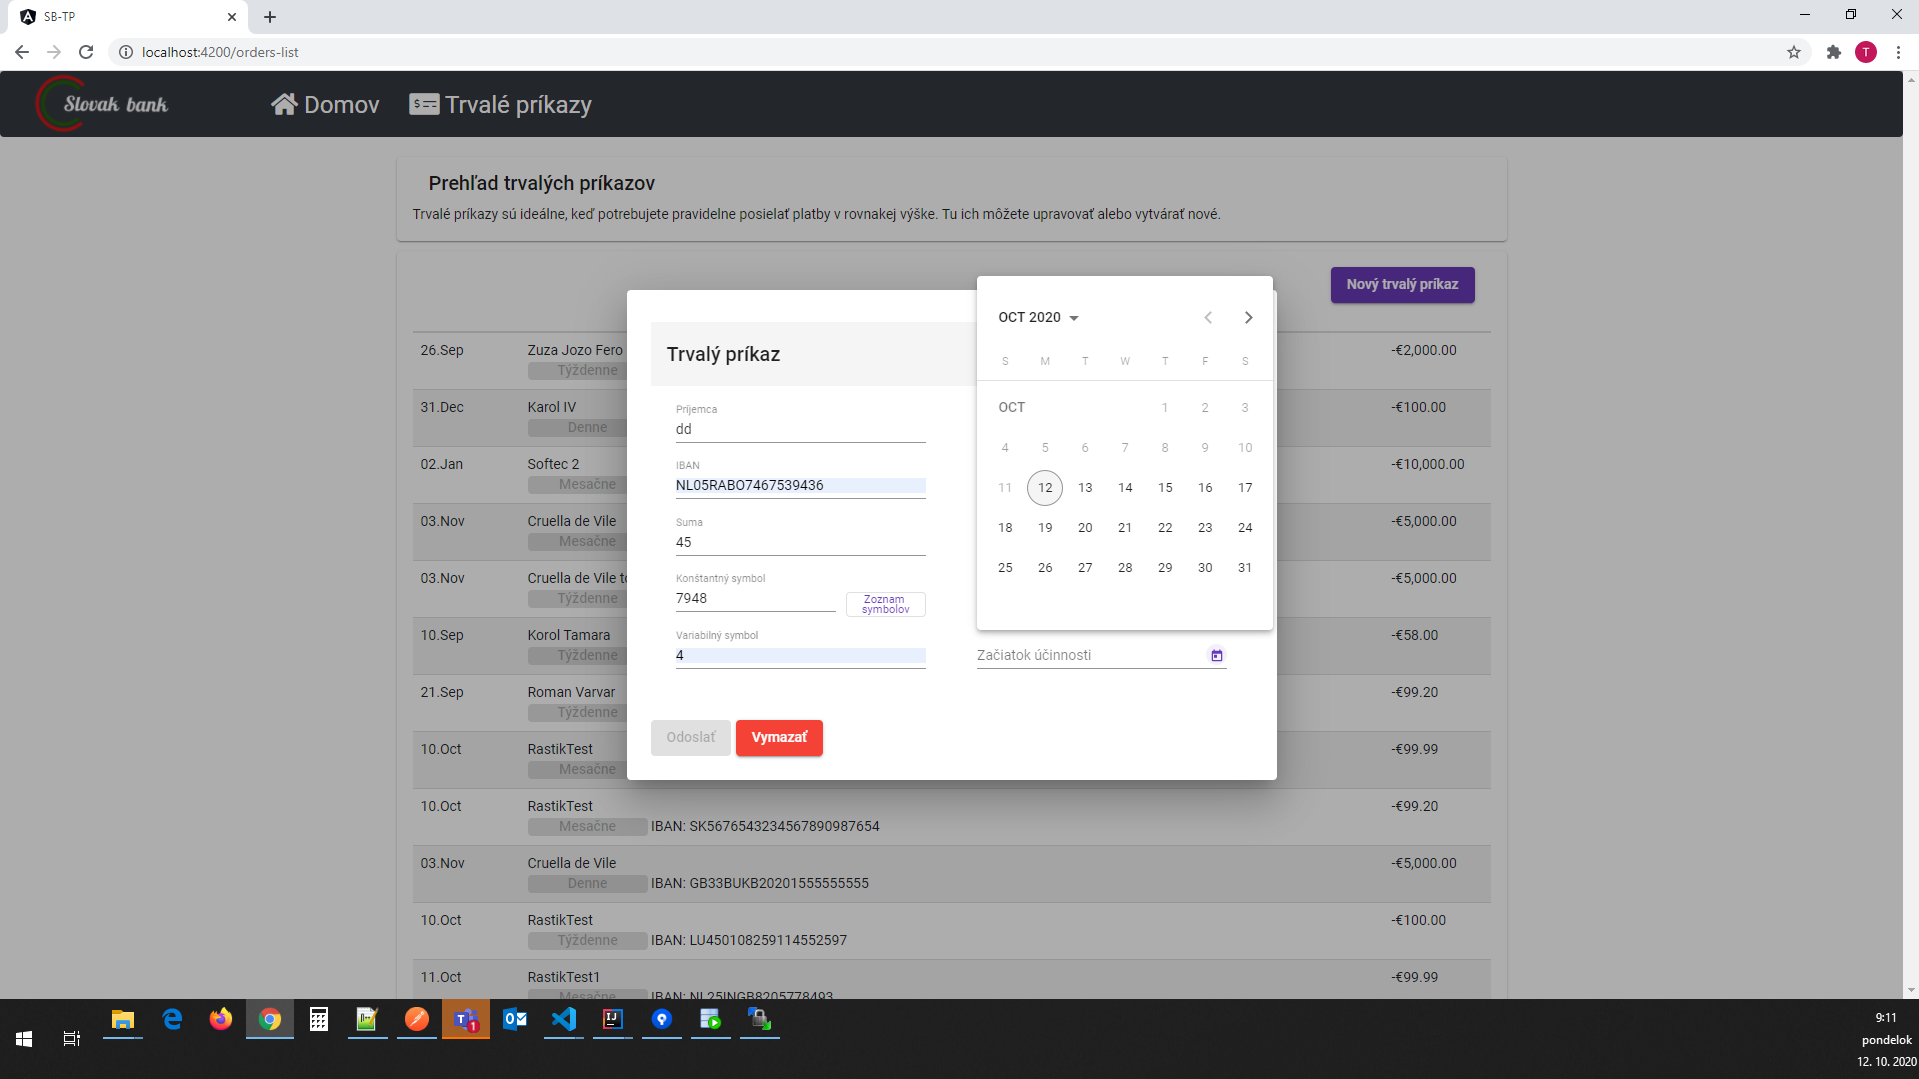 SB-TP
localhost:4200/orders-list
T
Slovak bank
Domov
Trvalé príkazy
Prehľad trvalých príkazov
Trvalé príkazy sú ideálne, keď potrebujete pravidelne posielať platby v rovnakej výške. Tu ich môžete upravovať alebo vytvárať nové.
Nový trvalý príkaz
26.Sep Zuza Jozo Fero -€2,000.00
Týždenne
31.Dec Karol IV -€100.00
Denne
02.Jan Softec 2 -€10,000.00
Mesačne
03.Nov Cruella de Vile -€5,000.00
Mesačne
03.Nov Cruella de Vile -€5,000.00
Týždenne
10.Sep Korol Tamara -€58.00
Týždenne
21.Sep Roman Varvar -€99.20
Týždenne
10.Oct RastikTest -€99.99
Mesačne
10.Oct RastikTest -€99.20
Mesačne IBAN: SK5676543234567890987654
03.Nov Cruella de Vile -€5,000.00
Denne IBAN: GB33BUKB20201555555555
10.Oct RastikTest -€100.00
Týždenne IBAN: LU450108259114552597
11.Oct RastikTest1 -€99.99
Mesačne IBAN: NL25INGB8205778493
Trvalý príkaz
Príjemca
dd
IBAN
NL05RABO7467539436
Suma
45
Konštantný symbol
7948
Zoznam
symbolov
Variabilný symbol
4
OCT 2020
S M T W T F S
OCT 1 2 3
4 5 6 7 8 9 10
11 12 13 14 15 16 17
18 19 20 21 22 23 24
25 26 27 28 29 30 31
Začiatok účinnosti
Odoslať
Vymazať
9:11
pondelok
12. 10. 2020